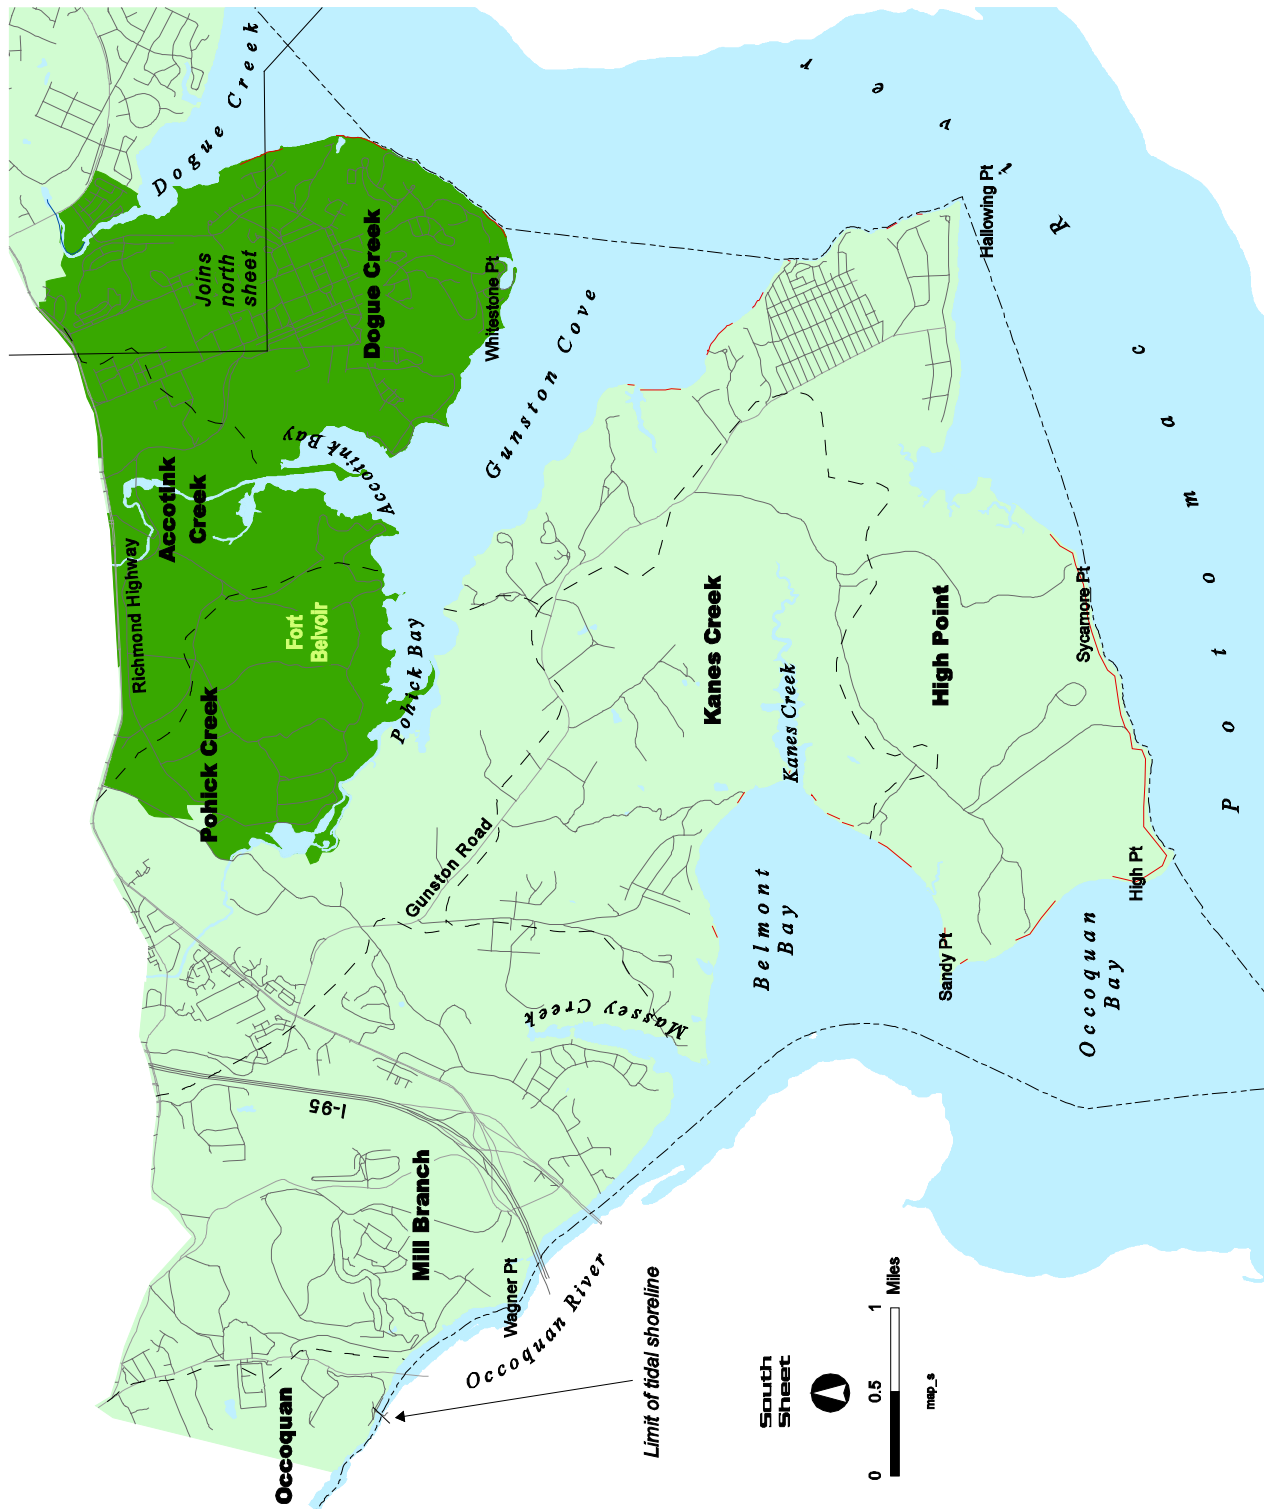 Dogue Creek
Joins
north
sheet
Dogue Creek
Whitestone Pt
Gunston Cove
Accotink Bay
Accotink
Creek
Richmond Highway
Fort
Belvoir
Pohick Creek
Pohick Bay
Gunston Road
Kanes Creek
Kanes Creek
High Point
Hallowing Pt
Sycamore Pt
Potomac River
High Pt
Sandy Pt
Belmont
Bay
Occoquan
Bay
Massey Creek
I-95
Mill Branch
Wagner Pt
Occoquan River
Occoquan
Limit of tidal shoreline
South
Sheet
0 0.5 1 Miles
map_s